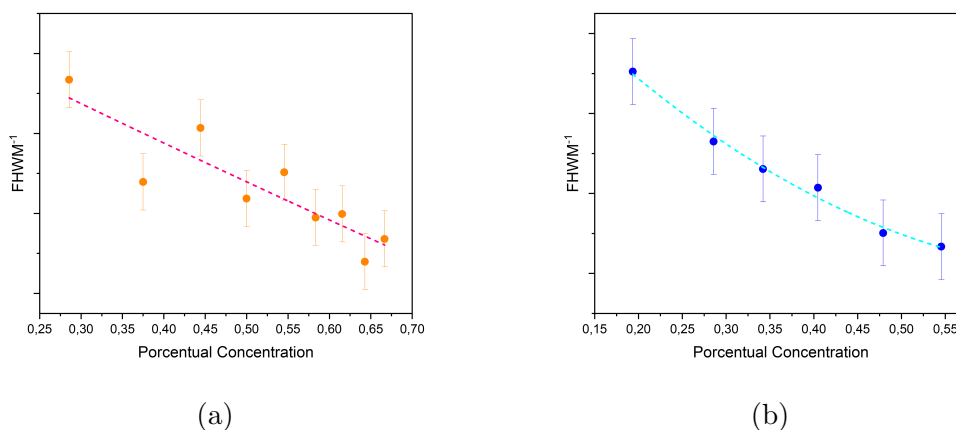 FHWM⁻¹
0,25 0,30 0,35 0,40 0,45 0,50 0,55 0,60 0,65 0,70
Porcentual Concentration
(a)
FHWM⁻¹
0,15 0,20 0,25 0,30 0,35 0,40 0,45 0,50 0,55
Porcentual Concentration
(b)